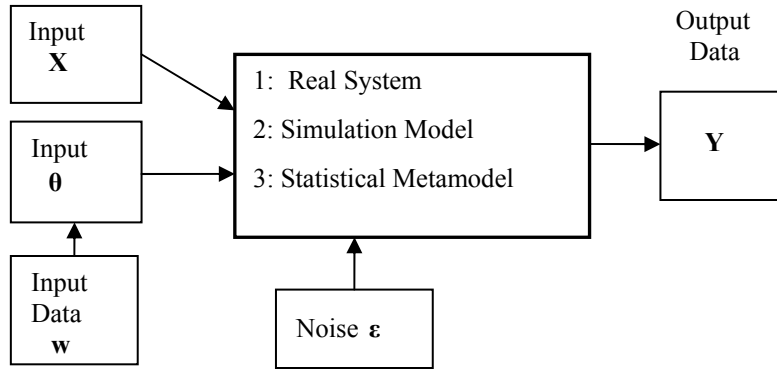 Input
X
Input
θ
Input
Data
w
1: Real System
2: Simulation Model
3: Statistical Metamodel
Noise ε
Output
Data
Y